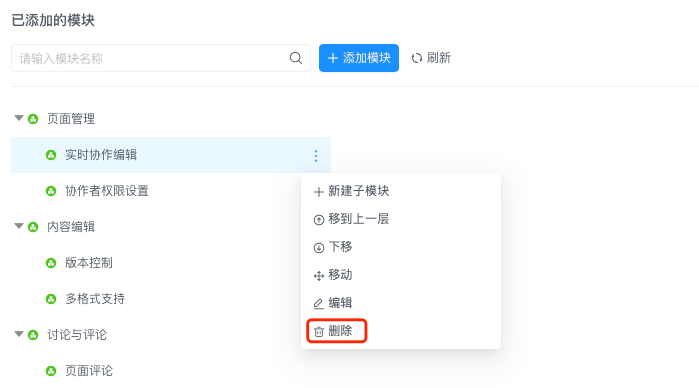 已添加的模块
请输入模块名称
添加模块
刷新
页面管理
实时协作编辑
协作者权限设置
新建子模块
移到上一层
内容编辑
下移
版本控制
移动
多格式支持
编辑
讨论与评论
删除
页面评论